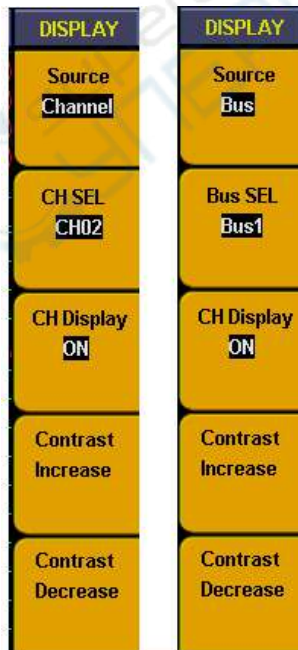 DISPLAY
Source
Channel
CH SEL
CH02
CH Display
ON
Contrast
Increase
Contrast
Decrease
DISPLAY
Source
Bus
Bus SEL
Bus1
CH Display
ON
Contrast
Increase
Contrast
Decrease